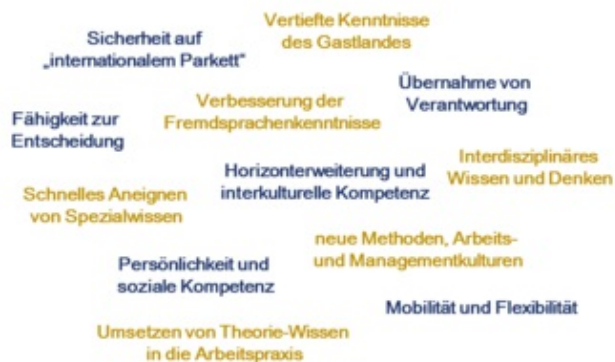 Vertiefte Kenntnisse
des Gastlandes
Sicherheit auf
„internationalem Parkett“
Übernahme von
Verantwortung
Verbesserung der
Fremdsprachenkenntnisse
Fähigkeit zur
Entscheidung
Interdisziplinäres
Wissen und Denken
Horizonterweiterung und
interkulturelle Kompetenz
Schnelles Aneignen
von Spezialwissen
neue Methoden, Arbeits-
und Managementkulturen
Persönlichkeit und
soziale Kompetenz
Mobilität und Flexibilität
Umsetzen von Theorie-Wissen
in die Arbeitspraxis